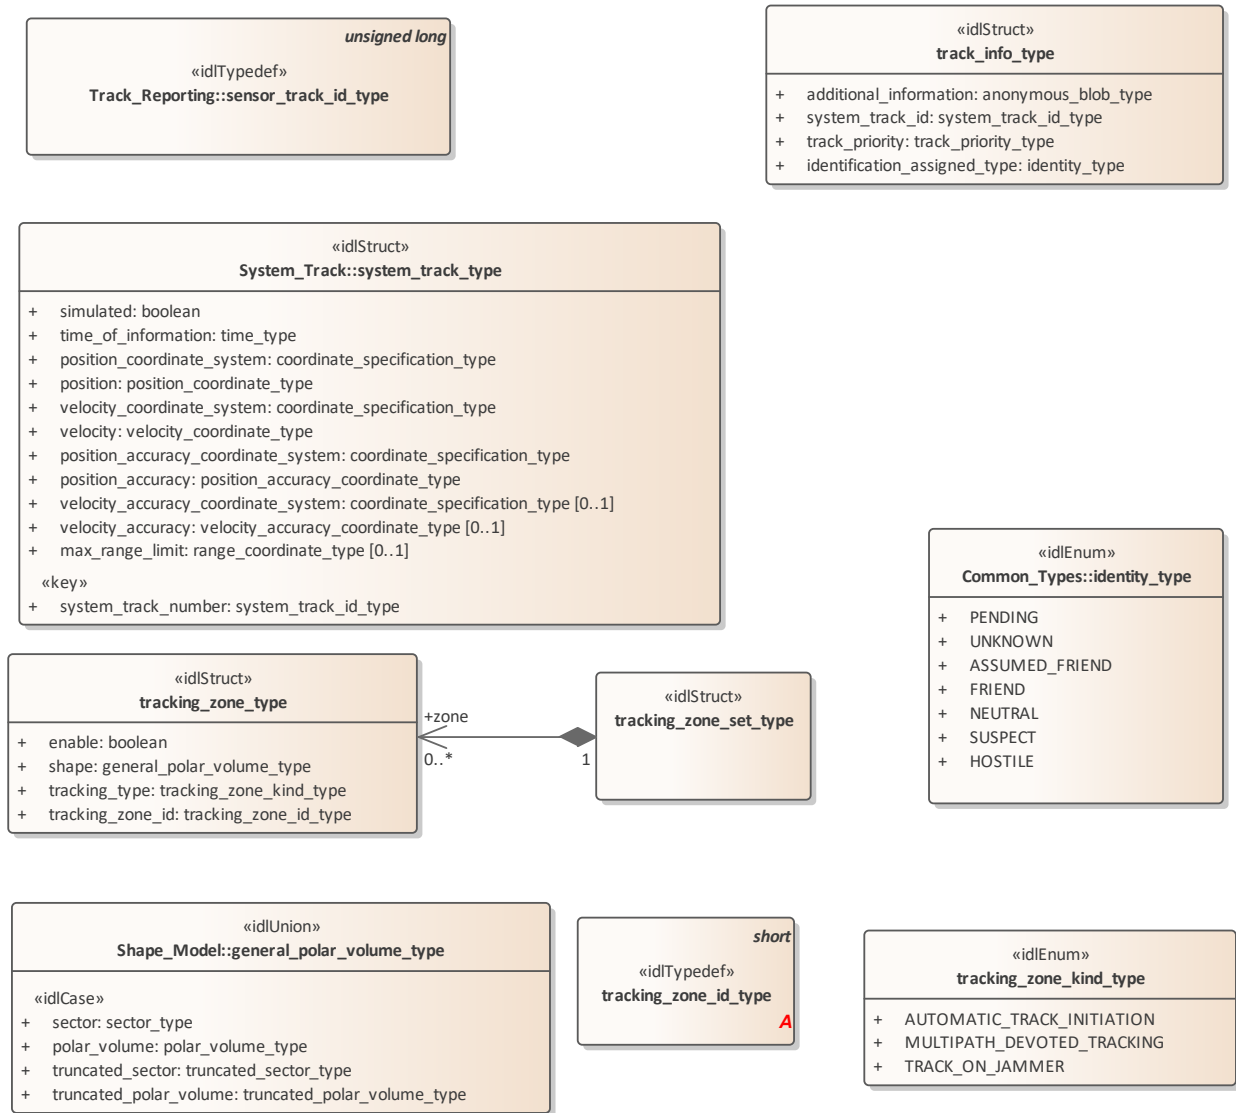 unsigned long
«idlTypedef»
Track_Reporting::sensor_track_id_type
«idlStruct»
track_info_type
+ additional_information: anonymous_blob_type
+ system_track_id: system_track_id_type
+ track_priority: track_priority_type
+ identification_assigned_type: identity_type
«idlStruct»
System_Track::system_track_type
+ simulated: boolean
+ time_of_information: time_type
+ position_coordinate_system: coordinate_specification_type
+ position: position_coordinate_type
+ velocity_coordinate_system: coordinate_specification_type
+ velocity: velocity_coordinate_type
+ position_accuracy_coordinate_system: coordinate_specification_type
+ position_accuracy: position_accuracy_coordinate_type
+ velocity_accuracy_coordinate_system: coordinate_specification_type [0..1]
+ velocity_accuracy: velocity_accuracy_coordinate_type [0..1]
+ max_range_limit: range_coordinate_type [0..1]
«key»
+ system_track_number: system_track_id_type
«idlEnum»
Common_Types::identity_type
+ PENDING
+ UNKNOWN
+ ASSUMED_FRIEND
+ FRIEND
+ NEUTRAL
+ SUSPECT
+ HOSTILE
«idlStruct»
tracking_zone_type
+ enable: boolean
+ shape: general_polar_volume_type
+ tracking_type: tracking_zone_kind_type
+ tracking_zone_id: tracking_zone_id_type
+zone
0..*
1
«idlStruct»
tracking_zone_set_type
«idlUnion»
Shape_Model::general_polar_volume_type
«idlCase»
+ sector: sector_type
+ polar_volume: polar_volume_type
+ truncated_sector: truncated_sector_type
+ truncated_polar_volume: truncated_polar_volume_type
short
«idlTypedef»
tracking_zone_id_type
A
«idlEnum»
tracking_zone_kind_type
+ AUTOMATIC_TRACK_INITIATION
+ MULTIPATH_DEVOTED_TRACKING
+ TRACK_ON_JAMMER